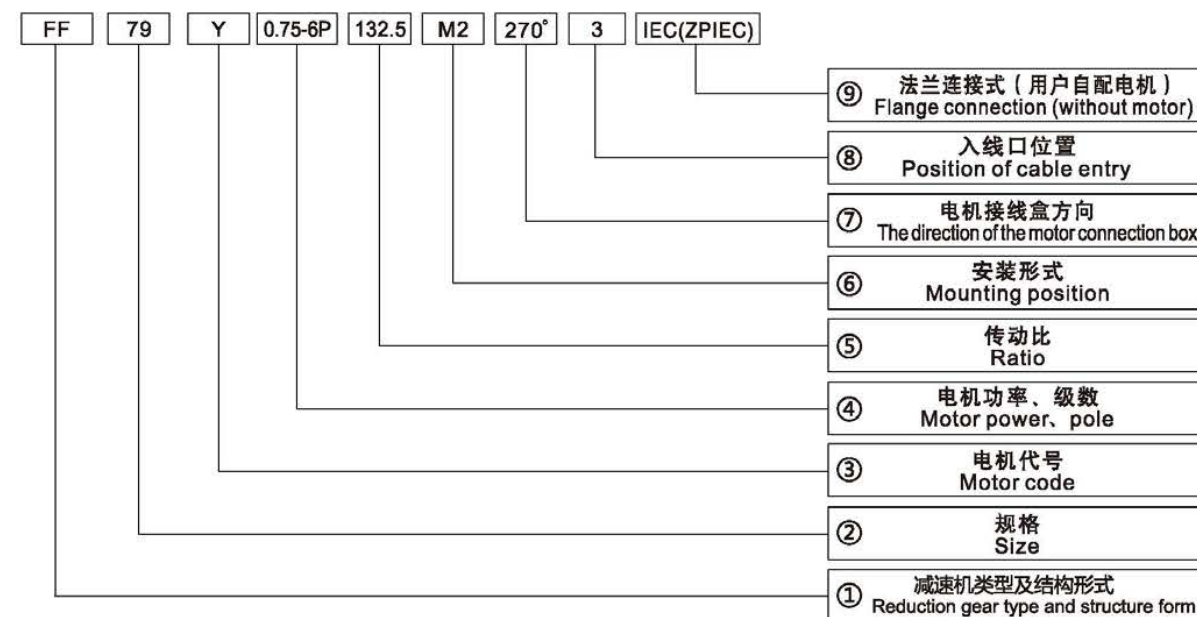 FF 79 Y 0.75-6P 132.5 M2 270° 3 IEC(ZPIEC)
⑨ 法兰连接式（用户自配电机）
Flange connection (without motor)
⑧ 入线口位置
Position of cable entry
⑦ 电机接线盒方向
The direction of the motor connection box
⑥ 安装形式
Mounting position
⑤ 传动比
Ratio
④ 电机功率、级数
Motor power、pole
③ 电机代号
Motor code
② 规格
Size
① 减速机类型及结构形式
Reduction gear type and structure form